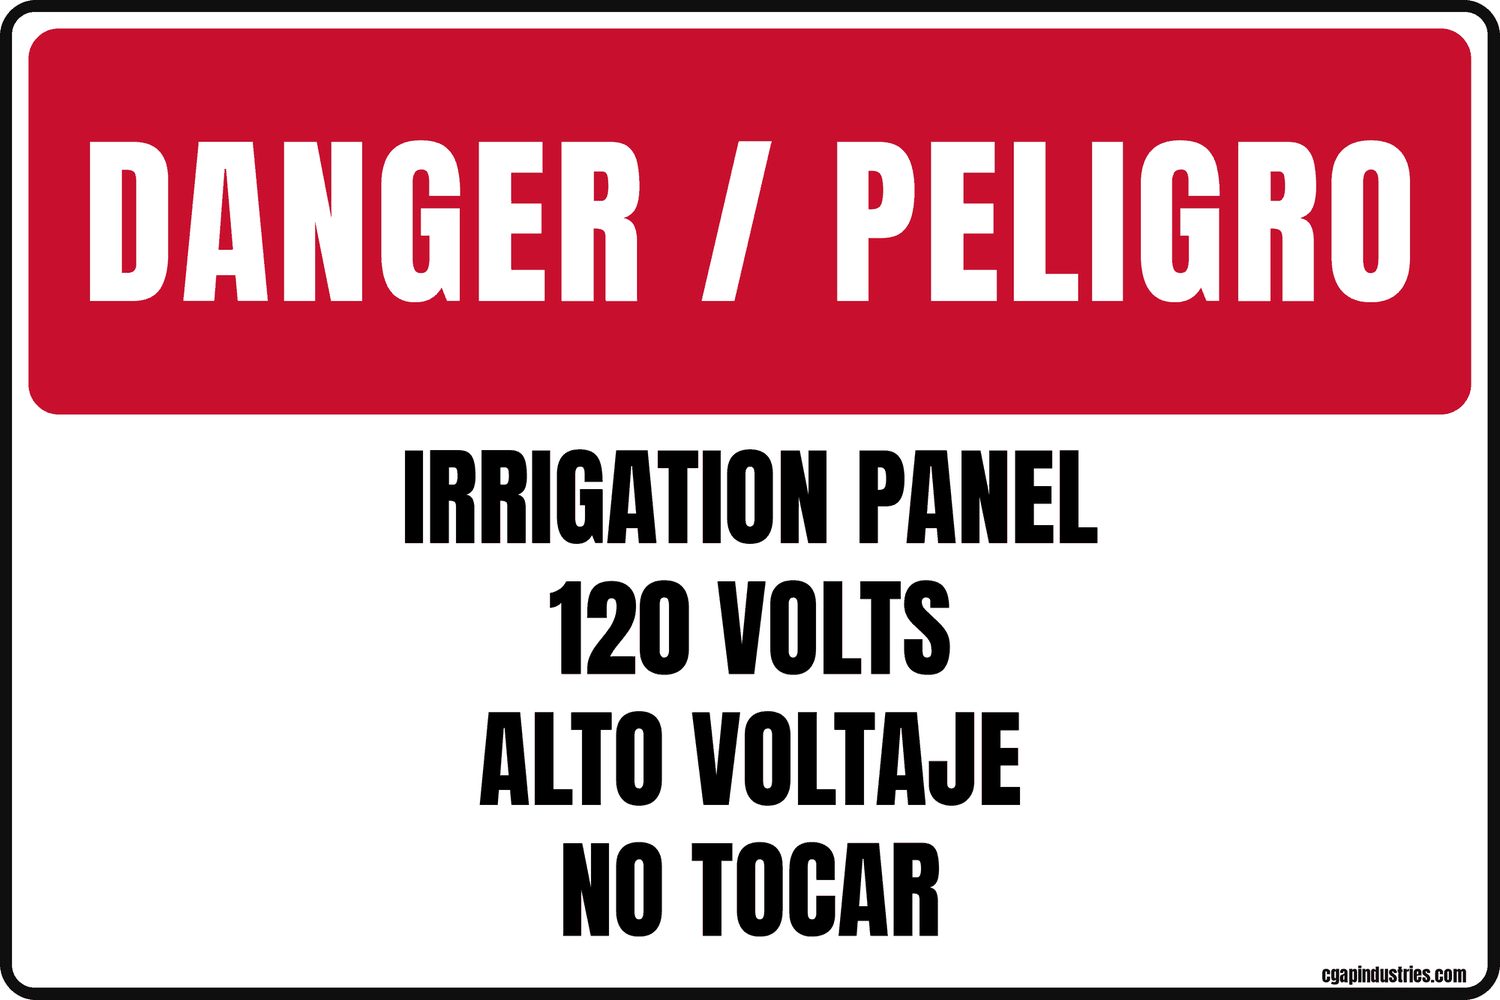 DANGER / PELIGRO
IRRIGATION PANEL
120 VOLTS
ALTO VOLTAJE
NO TOCAR
cgapindustries.com